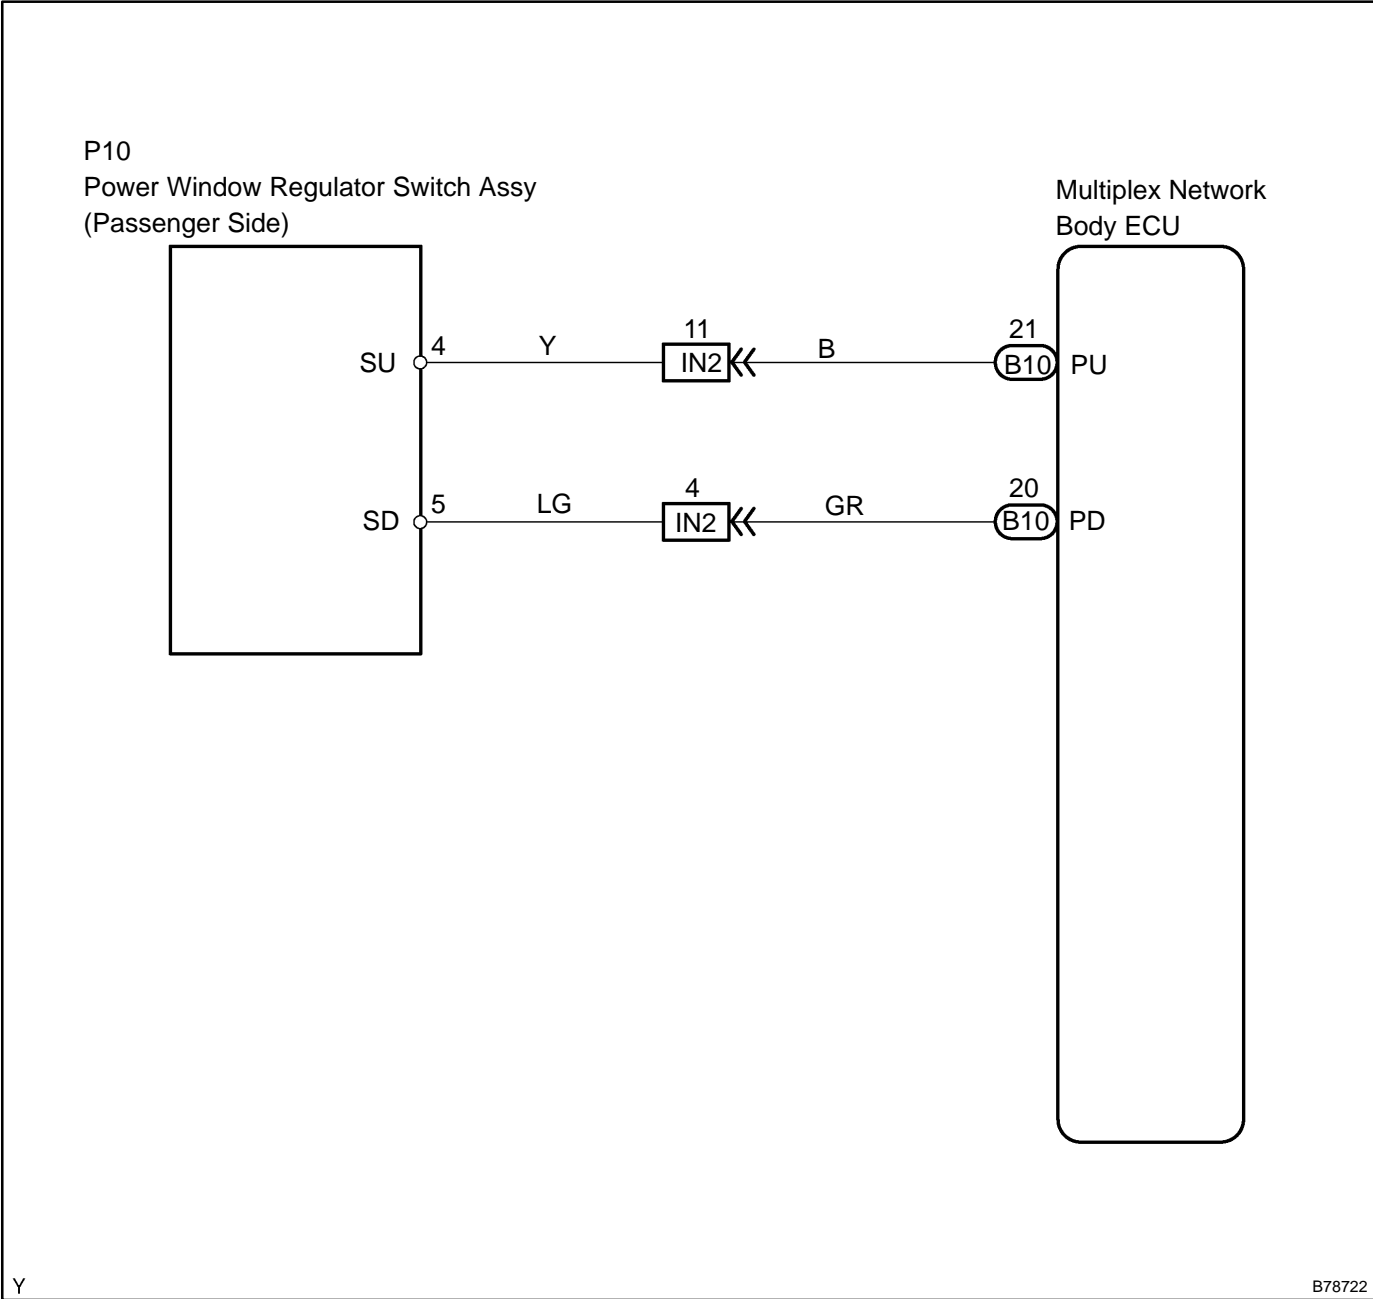 P10
Power Window Regulator Switch Assy
(Passenger Side)
Multiplex Network
Body ECU
SU 4 Y 11 IN2 B 21 B10 PU
SD 5 LG 4 IN2 GR 20 B10 PD
Y
B78722